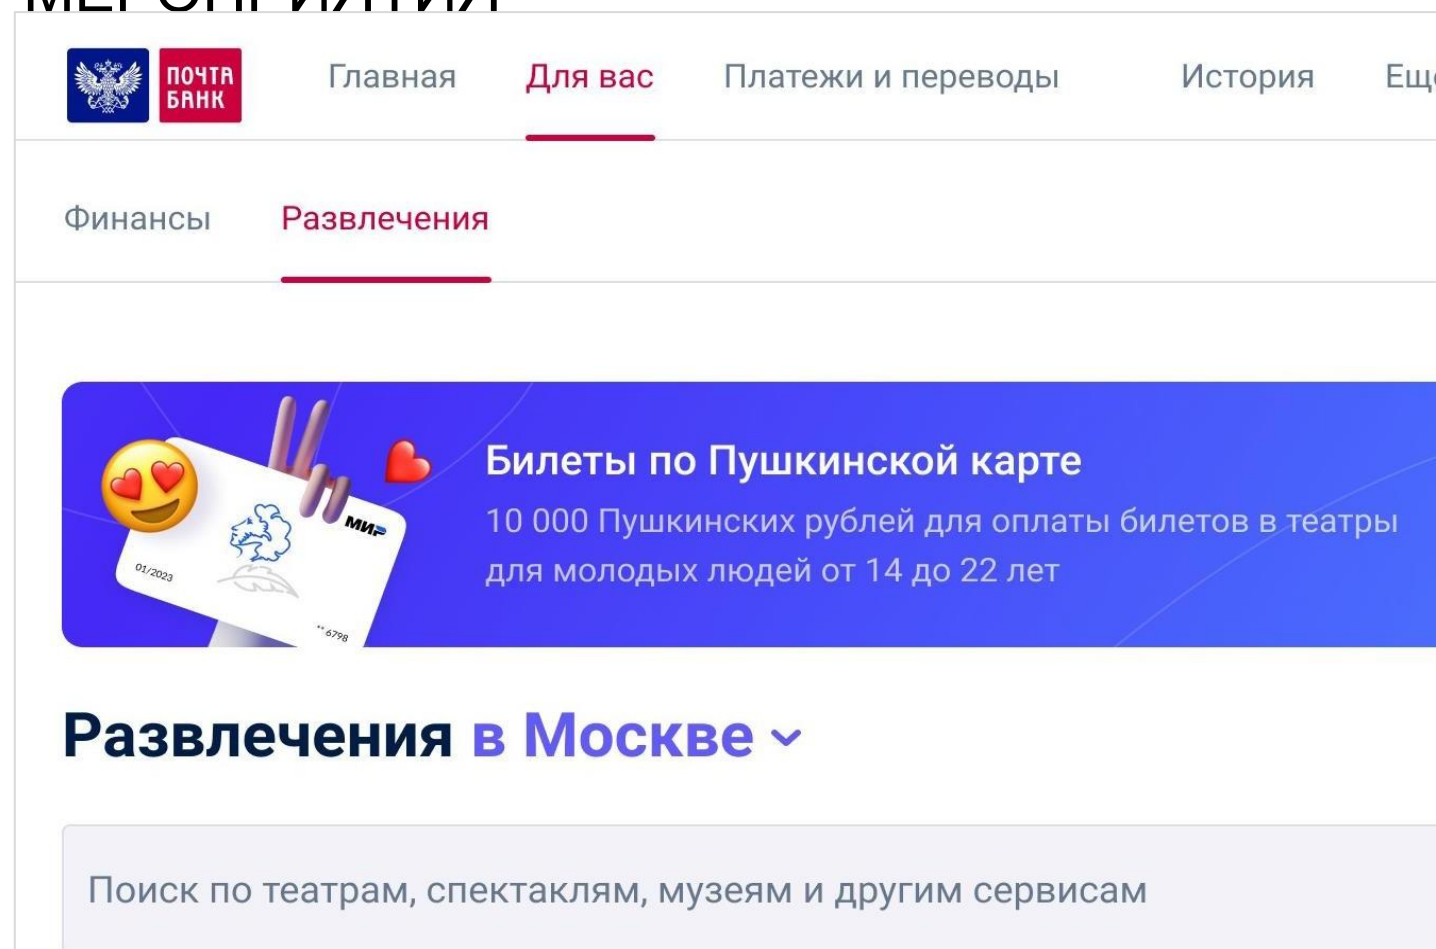 МЕРОПРИЯТИЯ
ПОЧТА
БАНК
Главная Для вас Платежи и переводы История Ещё
Финансы Развлечения
Билеты по Пушкинской карте
10 000 Пушкинских рублей для оплаты билетов в театры
для молодых людей от 14 до 22 лет
МИР
01/2023
** 6798
Развлечения в Москве
Поиск по театрам, спектаклям, музеям и другим сервисам